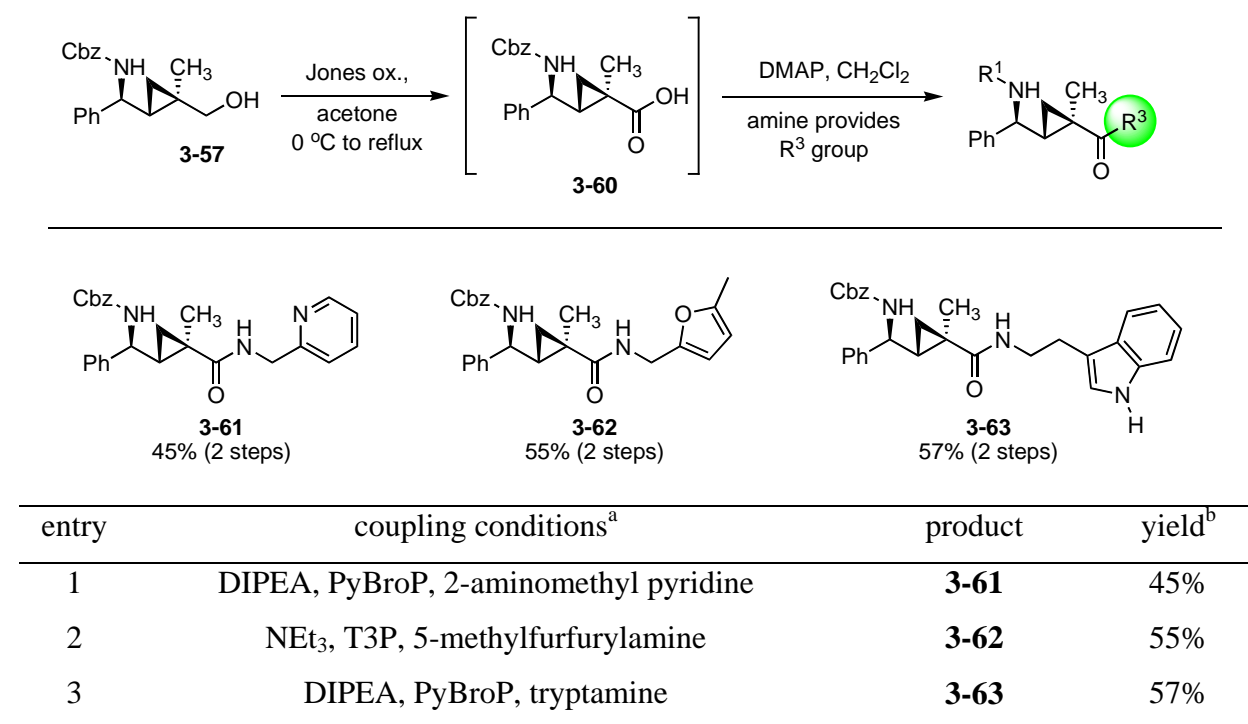 Cbz NH CH3 OH Ph
3-57
Jones ox.,
acetone
0 ºC to reflux
Cbz NH CH3 OH Ph O
3-60
DMAP, CH2Cl2
amine provides
R3 group
R1 NH CH3 R3 Ph O
Cbz NH CH3 H N N Ph O
3-61
45% (2 steps)
Cbz NH CH3 H N O Ph O
3-62
55% (2 steps)
Cbz NH CH3 H N Ph O N H
3-63
57% (2 steps)
entry coupling conditionsa product yieldb
1 DIPEA, PyBroP, 2-aminomethyl pyridine 3-61 45%
2 NEt3, T3P, 5-methylfurfurylamine 3-62 55%
3 DIPEA, PyBroP, tryptamine 3-63 57%